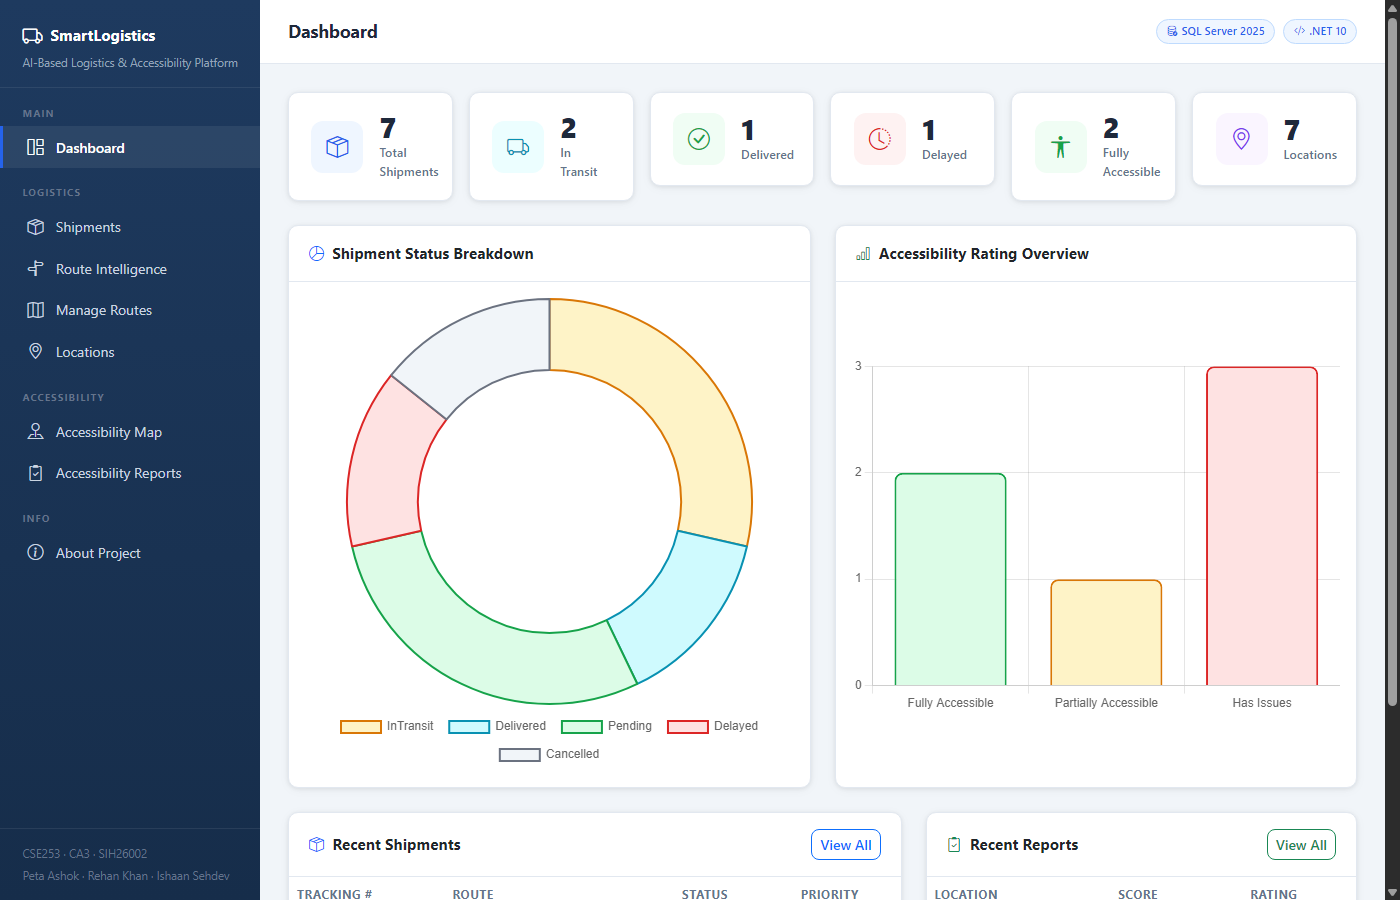 SmartLogistics
AI-Based Logistics & Accessibility Platform
MAIN
Dashboard
LOGISTICS
Shipments
Route Intelligence
Manage Routes
Locations
ACCESSIBILITY
Accessibility Map
Accessibility Reports
INFO
About Project
CSE253 · CA3 · SIH26002
Peta Ashok · Rehan Khan · Ishaan Sehdev
Dashboard
SQL Server 2025
.NET 10
7
Total
Shipments
2
In
Transit
1
Delivered
1
Delayed
2
Fully
Accessible
7
Locations
Shipment Status Breakdown
InTransit
Delivered
Pending
Delayed
Cancelled
Accessibility Rating Overview
3
2
1
0
Fully Accessible
Partially Accessible
Has Issues
Recent Shipments
View All
TRACKING #
ROUTE
STATUS
PRIORITY
Recent Reports
View All
LOCATION
SCORE
RATING